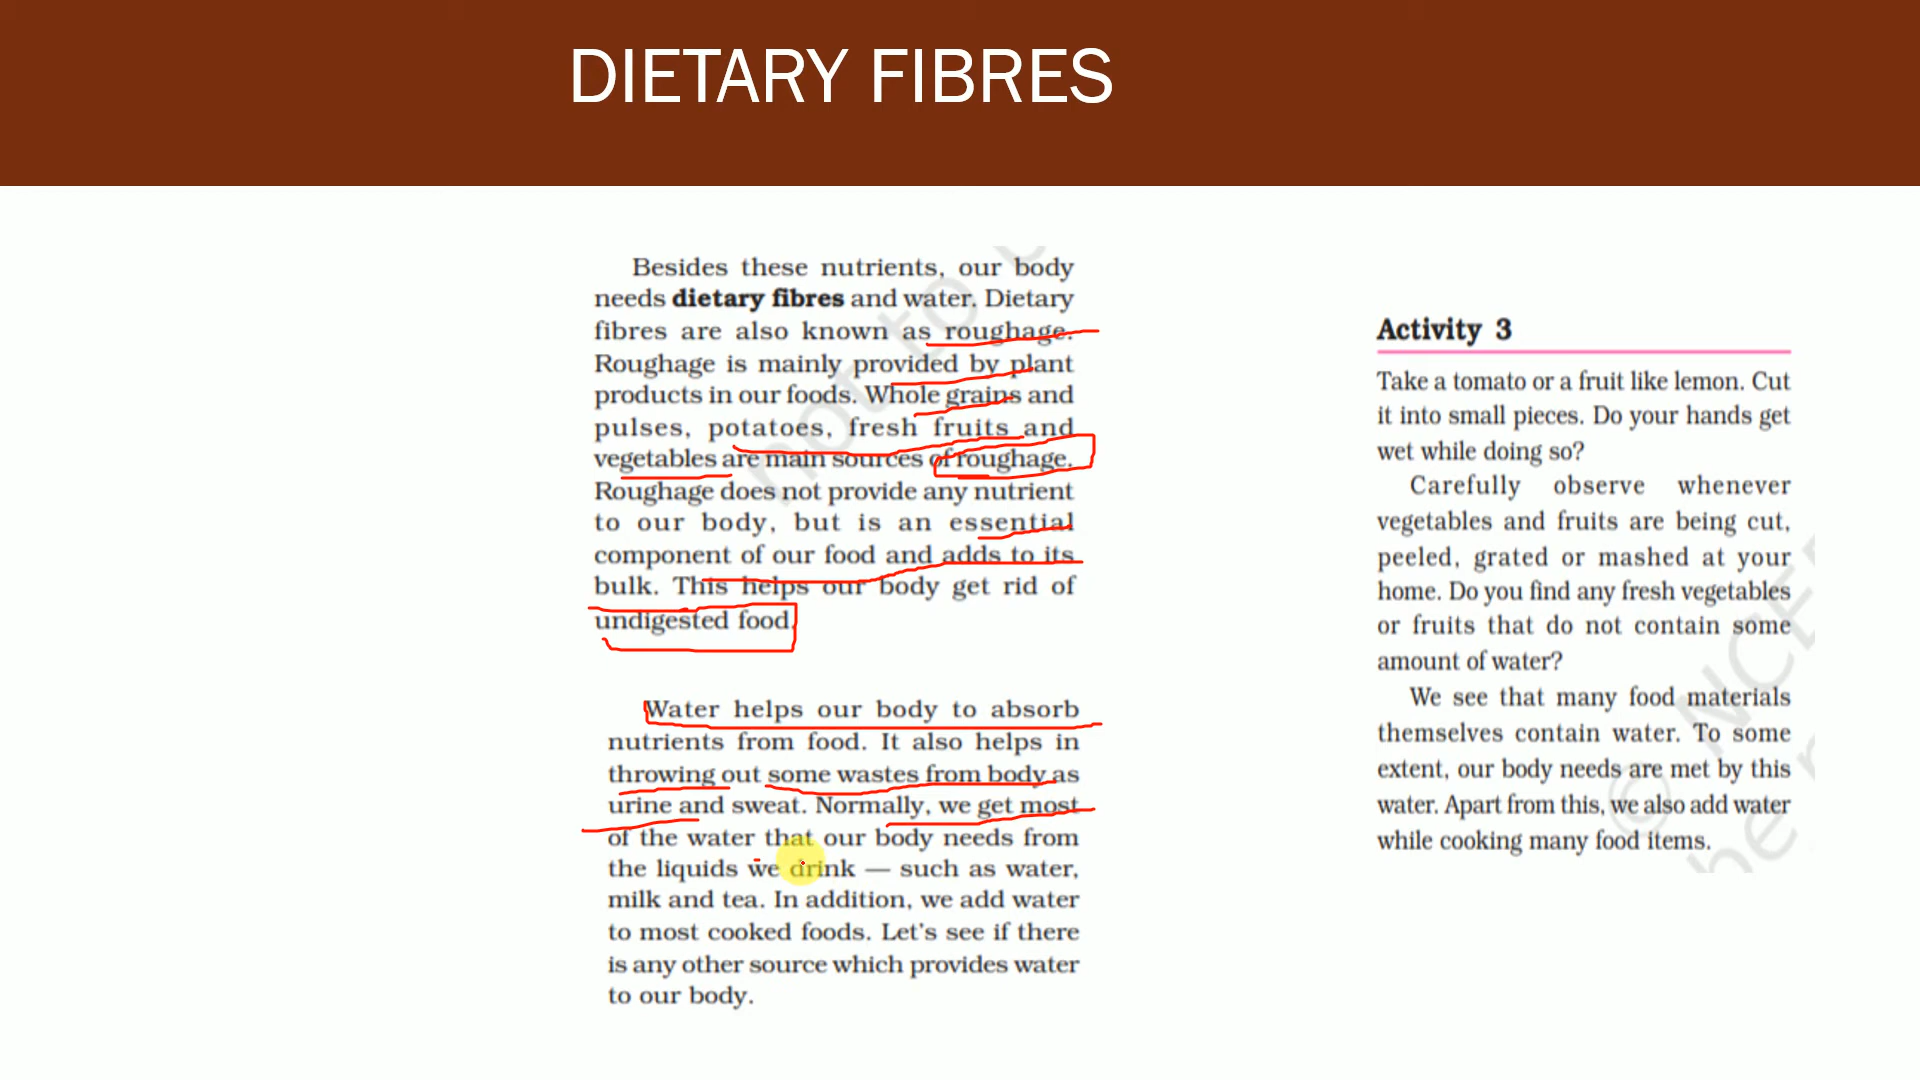 DIETARY FIBRES
Besides these nutrients, our body
needs dietary fibres and water. Dietary
fibres are also known as roughage.
Roughage is mainly provided by plant
products in our foods. Whole grains and
pulses, potatoes, fresh fruits and
vegetables are main sources of roughage.
Roughage does not provide any nutrient
to our body, but is an essential
component of our food and adds to its
bulk. This helps our body get rid of
undigested food.
Water helps our body to absorb
nutrients from food. It also helps in
throwing out some wastes from body as
urine and sweat. Normally, we get most
of the water that our body needs from
the liquids we drink — such as water,
milk and tea. In addition, we add water
to most cooked foods. Let's see if there
is any other source which provides water
to our body.
Activity 3
Take a tomato or a fruit like lemon. Cut
it into small pieces. Do your hands get
wet while doing so?
Carefully observe whenever
vegetables and fruits are being cut,
peeled, grated or mashed at your
home. Do you find any fresh vegetables
or fruits that do not contain some
amount of water?
We see that many food materials
themselves contain water. To some
extent, our body needs are met by this
water. Apart from this, we also add water
while cooking many food items.
not to
©